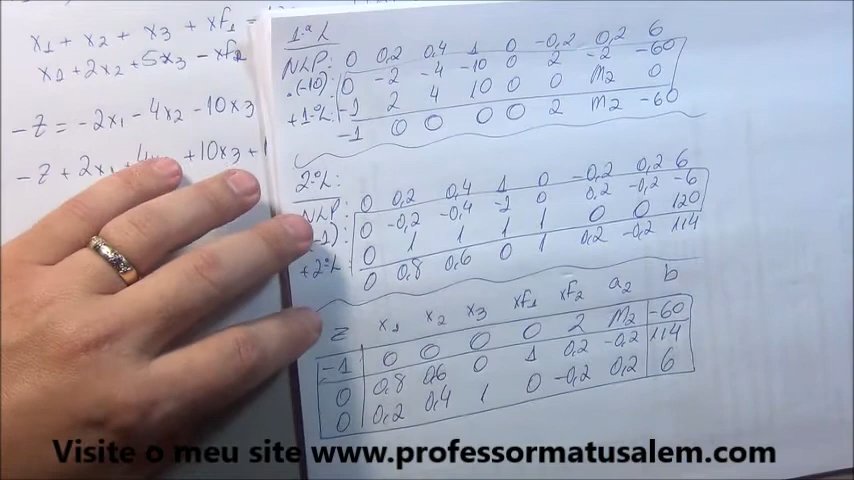 x1 + x2 + x3 + xf1 =
x1 + 2x2 + 5x3 - xf2
-Z = -2x1 - 4x2 - 10x3
-Z + 2x1 + 4x2 + 10x3 +
1.ª L
NLP: 0 0,2 0,4 1 0 -0,2 0,2 6
.(-10): 0 -2 -4 -10 0 2 -2 -60
+1.ª L: -1 2 4 10 0 0 M2 0
-1 0 0 0 0 2 M2 -60
2.ª L:
NLP: 0 0,2 0,4 1 0 -0,2 0,2 6
(-1): 0 -0,2 -0,4 -1 0 0,2 -0,2 -6
+2.ª L: 0 1 1 1 1 0 0 120
0 0,8 0,6 0 1 0,2 -0,2 114
Z x1 x2 x3 xf1 xf2 a2 b
-1 0 0 0 0 2 M2 -60
0 0,8 0,6 0 1 0,2 -0,2 114
0 0,2 0,4 1 0 -0,2 0,2 6
Visite o meu site www.professormatusalem.com